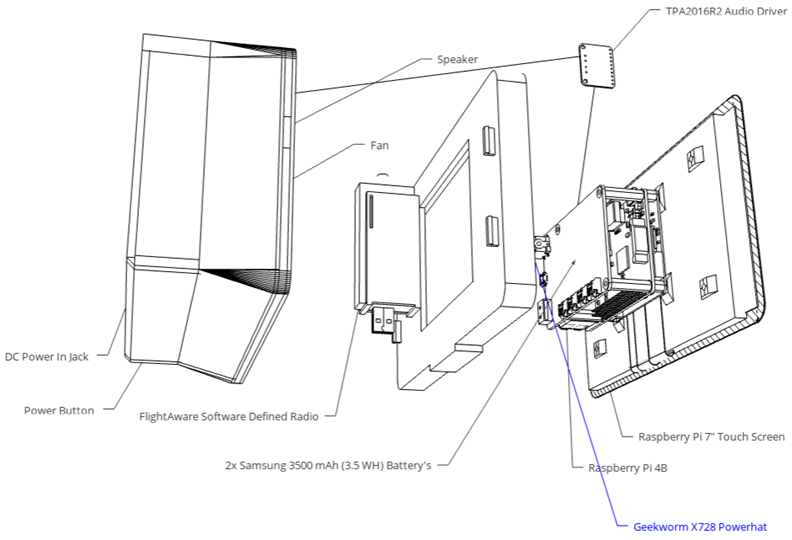 TPA2016R2 Audio Driver
Speaker
Fan
DC Power In Jack
Power Button
FlightAware Software Defined Radio
Raspberry Pi 7" Touch Screen
2x Samsung 3500 mAh (3.5 WH) Battery's
Raspberry Pi 4B
Geekworm X728 Powerhat